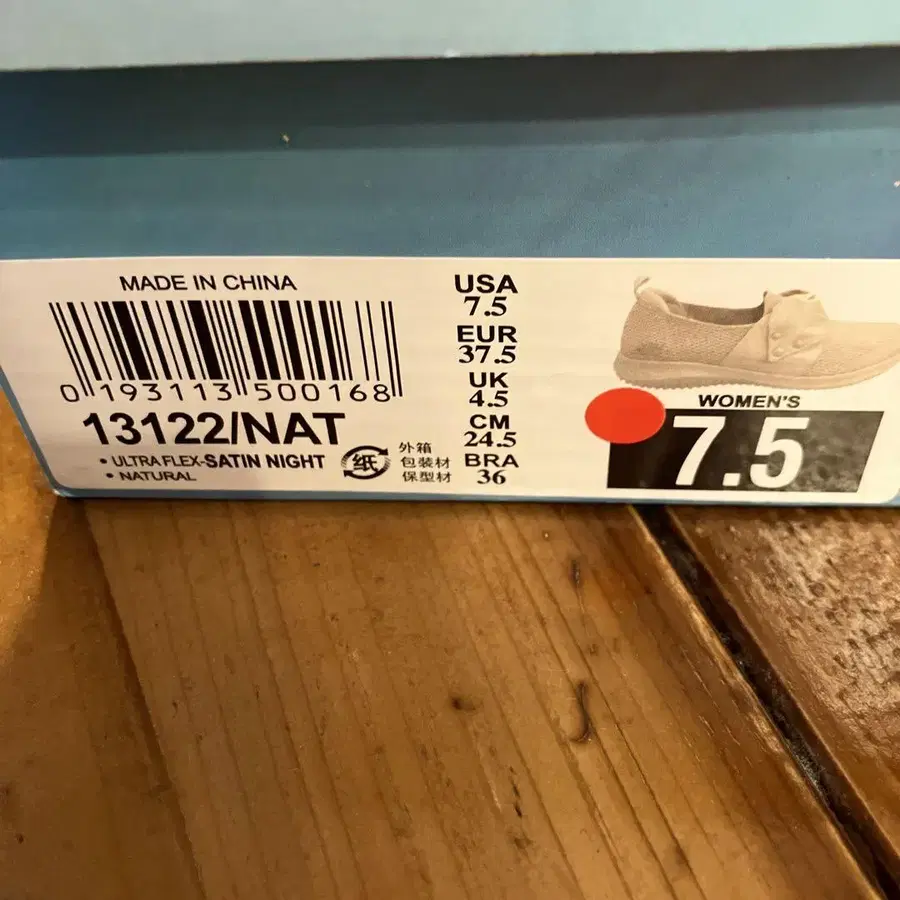 MADE IN CHINA
0 193113 500168
13122/NAT
• ULTRA FLEX-SATIN NIGHT
• NATURAL
纸
外箱
包装材
保型材
USA
7.5
EUR
37.5
UK
4.5
CM
24.5
BRA
36
WOMEN'S
7.5